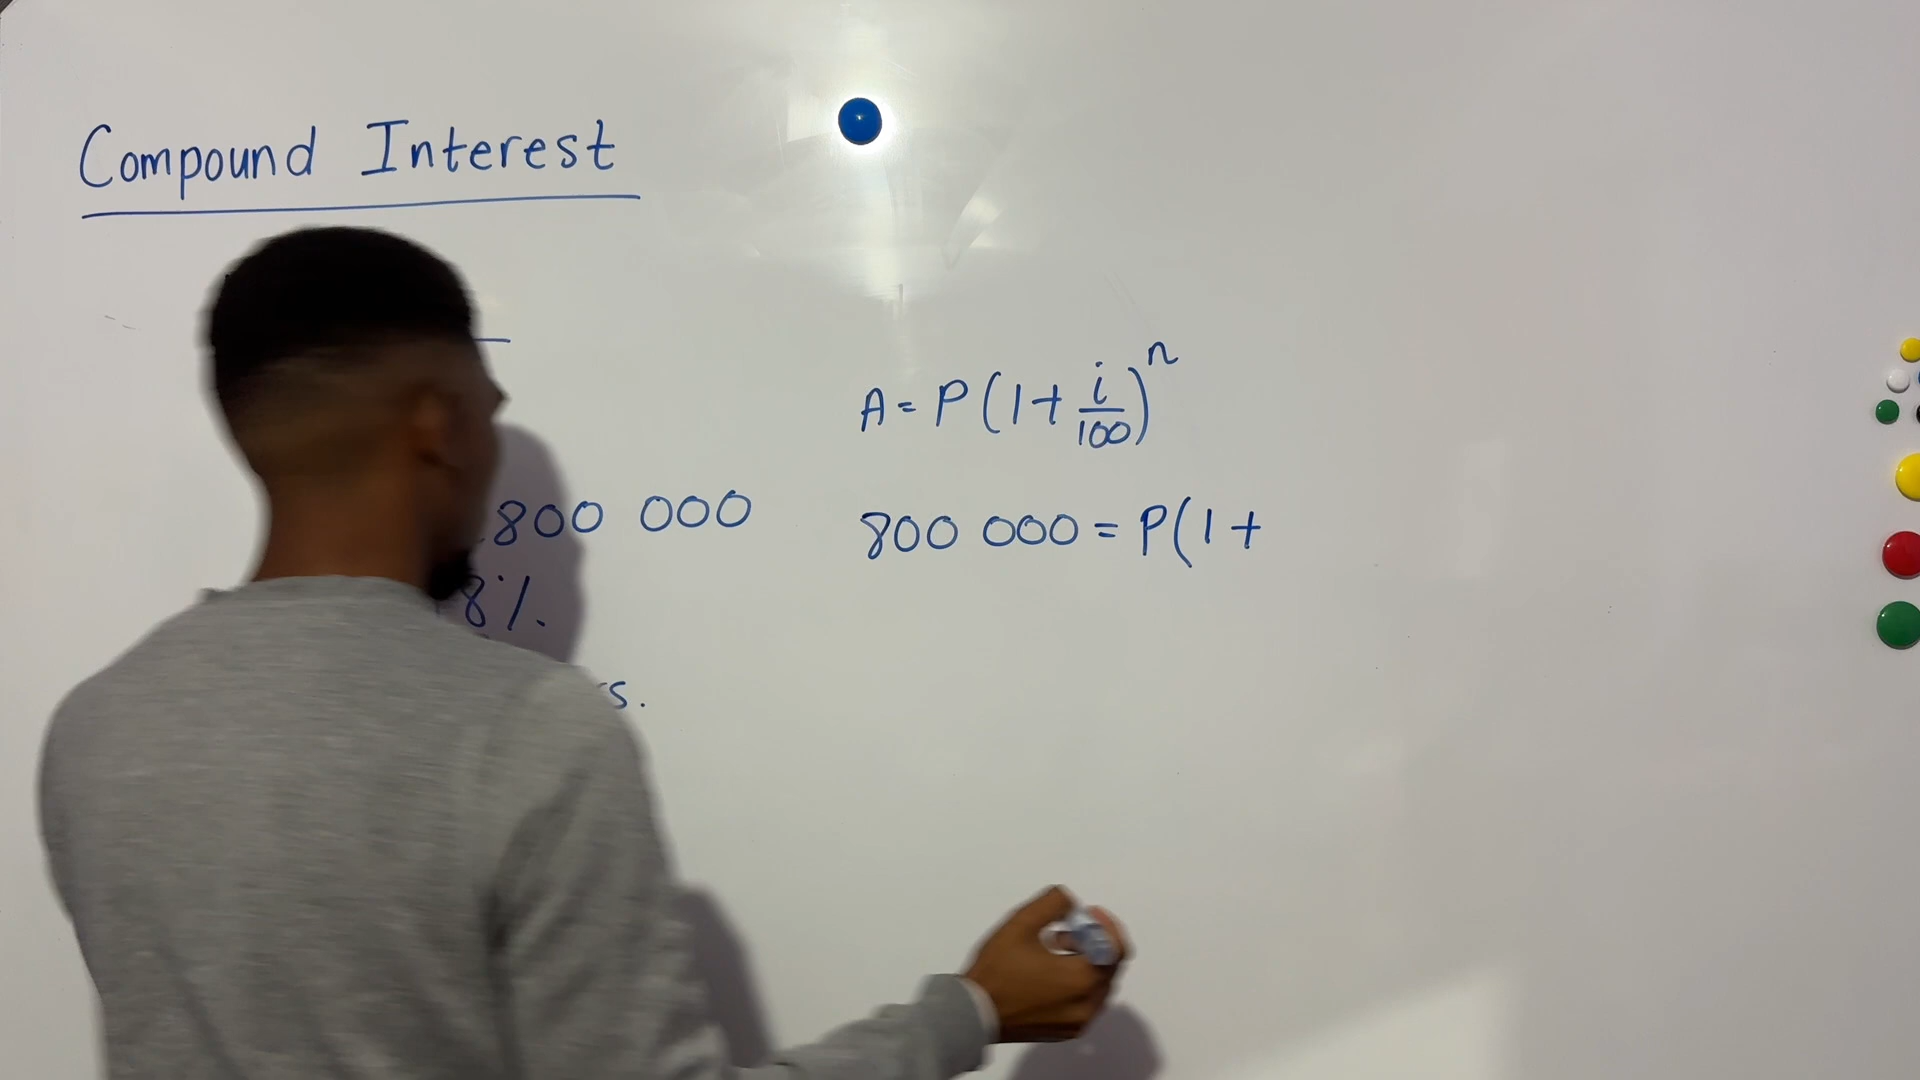 Compound Interest
A = P(1 + i/100)^n
800 000
800 000 = P(1 +
8%.
s.